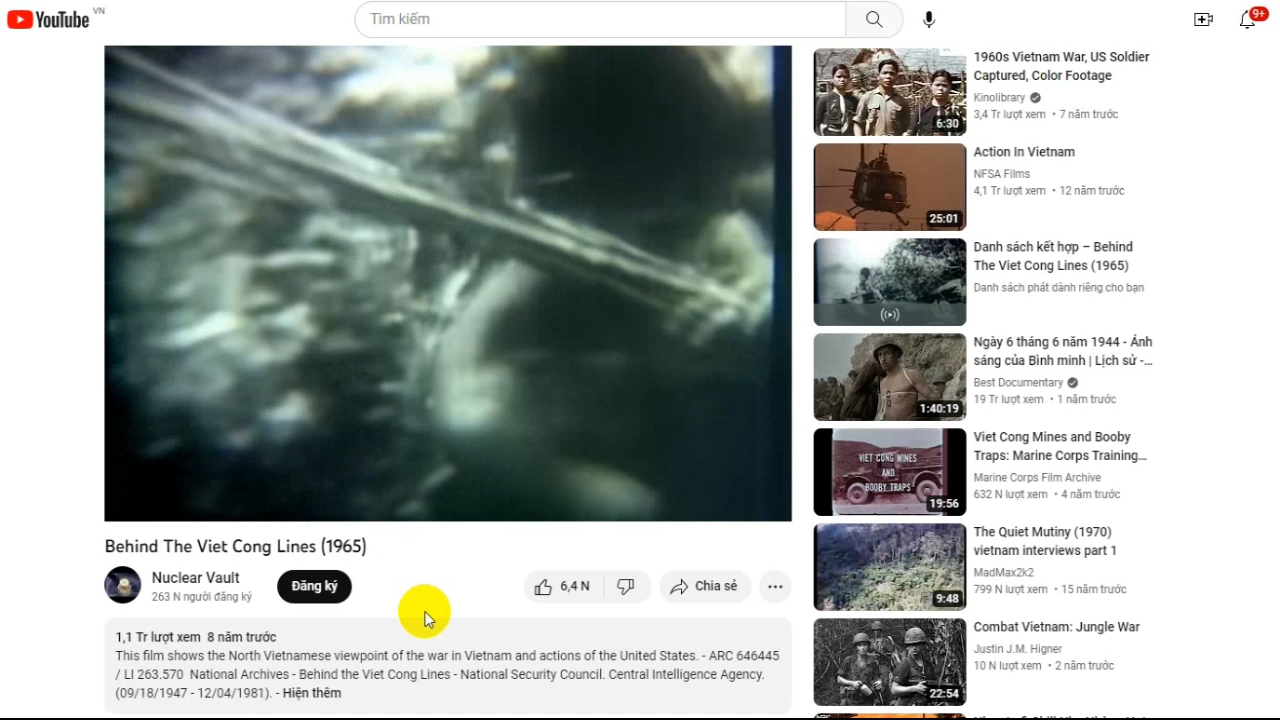 YouTube VN
Tìm kiếm
9+
Behind The Viet Cong Lines (1965)
Nuclear Vault
263 N người đăng ký
Đăng ký
6,4 N
Chia sẻ
1,1 Tr lượt xem 8 năm trước
This film shows the North Vietnamese viewpoint of the war in Vietnam and actions of the United States. - ARC 646445
/ LI 263.570 National Archives - Behind the Viet Cong Lines - National Security Council. Central Intelligence Agency.
(09/18/1947 - 12/04/1981). - Hiện thêm
6:30
1960s Vietnam War, US Soldier
Captured, Color Footage
Kinolibrary
3,4 Tr lượt xem • 7 năm trước
25:01
Action In Vietnam
NFSA Films
4,1 Tr lượt xem • 12 năm trước
Danh sách kết hợp – Behind
The Viet Cong Lines (1965)
Danh sách phát dành riêng cho bạn
1:40:19
Ngày 6 tháng 6 năm 1944 - Ánh
sáng của Bình minh | Lịch sử -...
Best Documentary
19 Tr lượt xem • 1 năm trước
VIET CONG MINES
AND
BOOBY TRAPS
19:56
Viet Cong Mines and Booby
Traps: Marine Corps Training...
Marine Corps Film Archive
632 N lượt xem • 4 năm trước
9:48
The Quiet Mutiny (1970)
vietnam interviews part 1
MadMax2k2
799 N lượt xem • 15 năm trước
22:54
Combat Vietnam: Jungle War
Justin J.M. Higner
10 N lượt xem • 2 năm trước